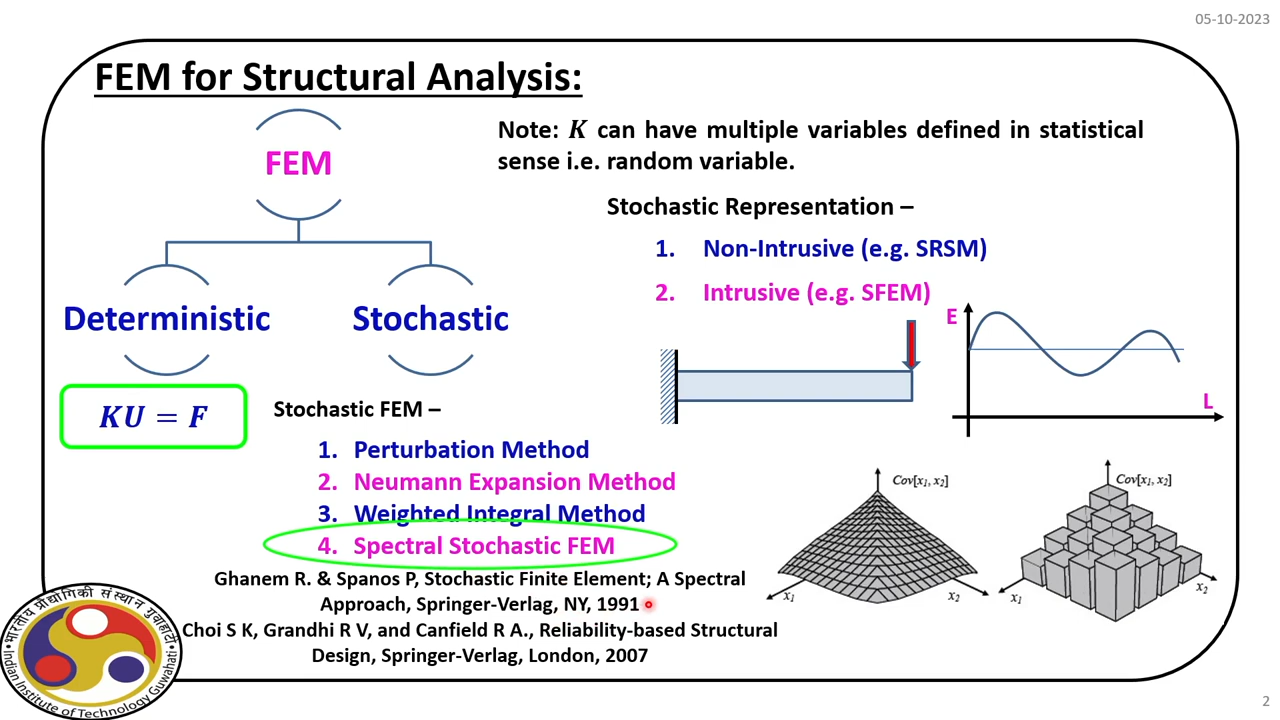 05-10-2023
FEM for Structural Analysis:
FEM
Deterministic
Stochastic
KU = F
Note: K can have multiple variables defined in statistical
sense i.e. random variable.
Stochastic Representation –
1. Non-Intrusive (e.g. SRSM)
2. Intrusive (e.g. SFEM)
E
L
Stochastic FEM –
1. Perturbation Method
2. Neumann Expansion Method
3. Weighted Integral Method
4. Spectral Stochastic FEM
Cov[x₁, x₂]
x₁
x₂
Cov[x₁, x₂]
x₁
x₂
Ghanem R. & Spanos P, Stochastic Finite Element; A Spectral
Approach, Springer-Verlag, NY, 1991
Choi S K, Grandhi R V, and Canfield R A., Reliability-based Structural
Design, Springer-Verlag, London, 2007
भारतीय प्रौद्योगिकी संस्थान गुवाहाटी
Indian Institute of Technology Guwahati
2